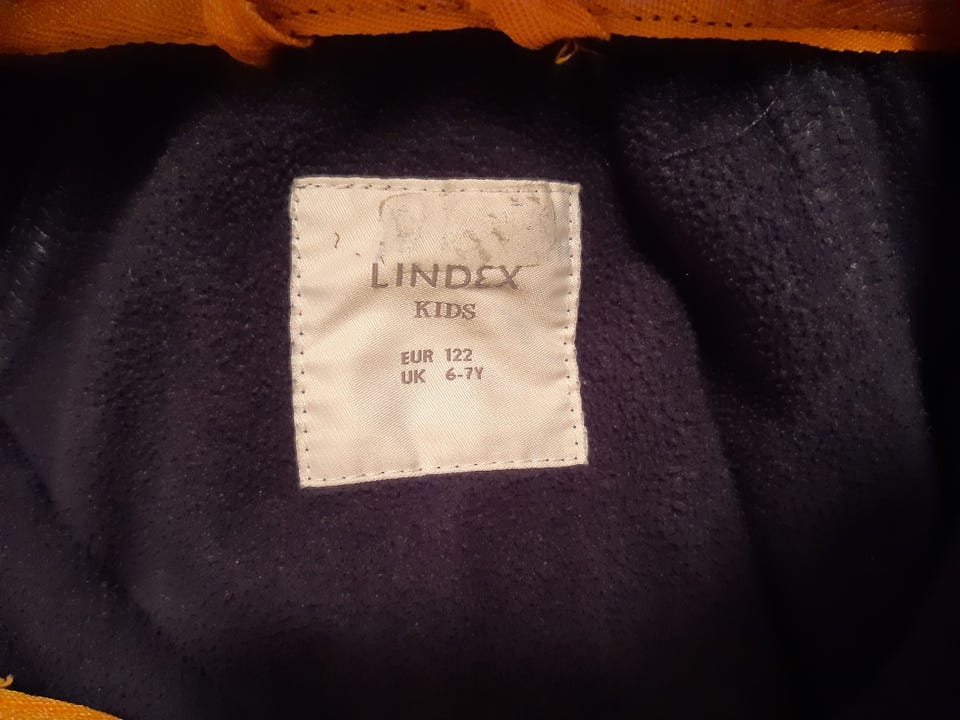 LINDEX
KIDS
EUR 122
UK 6-7Y